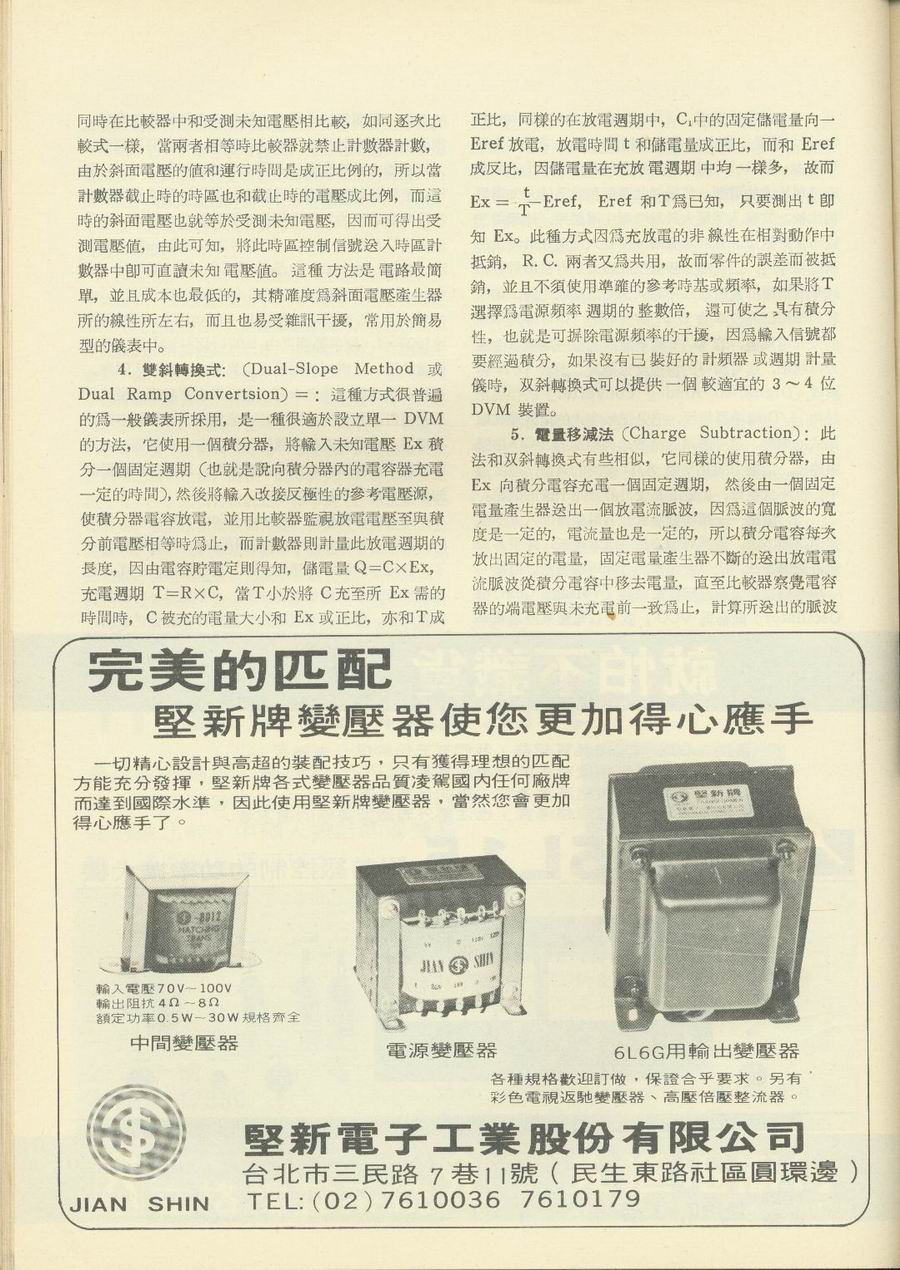 同時在比較器中和受測未知電壓相比較，如同逐次比
較式一樣，當兩者相等時比較器就禁止計數器計數，
由於斜面電壓的值和運行時間是成正比例的，所以當
計數器截止時的時區也和截止時的電壓成比例，而這
時的斜面電壓也就等於受測未知電壓，因而可得出受
測電壓値，由此可知，將此時區控制信號送入時區計
數器中卽可直讀未知電壓値。這種方法是電路最簡
單，並且成本也最低的，其精確度爲斜面電壓產生器
所的線性所左右，而且也易受雜訊干擾，常用於簡易
型的儀表中。
4．雙斜轉換式：（Dual-Slope Method 或
Dual Ramp Convertsion）=：這種方式很普遍
的爲一般儀表所採用，是一種很適於設立單一 DVM
的方法，它使用一個積分器，將輸入未知電壓 Ex 積
分一個固定週期（也就是說向積分器內的電容器充電
一定的時間），然後將輸入改接反極性的參考電壓源，
使積分器電容放電，並用比較器監視放電電壓至與積
分前電壓相等時爲止，而計數器則計量此放電週期的
長度，因由電容貯電定則得知，儲電量 Q=C×Ex，
充電週期 T=R×C，當T小於將 C充至所 Ex 需的
時間時，C被充的電量大小和 Ex 或正比，亦和T成
正比，同樣的在放電週期中，C₁中的固定儲電量向一
Eref 放電，放電時間 t 和儲電量成正比，而和 Eref
成反比，因儲電量在充放電週期中均一樣多，故而
Ex = t/T −Eref， Eref 和T爲已知，只要測出 t 卽
知 Ex。此種方式因爲充放電的非線性在相對動作中
抵銷，R. C. 兩者又爲共用，故而零件的誤差而被抵
銷，並且不須使用準確的參考時基或頻率，如果將T
選擇爲電源頻率週期的整數倍，還可使之具有積分
性，也就是可摒除電源頻率的干擾，因爲輸入信號都
要經過積分，如果沒有已裝好的計頻器或週期計量
儀時，双斜轉換式可以提供一個較適宜的 3～4 位
DVM 裝置。
5．電量移減法（Charge Subtraction）：此
法和双斜轉換式有些相似，它同樣的使用積分器，由
Ex 向積分電容充電一個固定週期，然後由一個固定
電量產生器送出一個放電流脈波，因爲這個脈波的寬
度是一定的，電流量也是一定的，所以積分電容每次
放出固定的電量，固定電量產生器不斷的送出放電電
流脈波從積分電容中移去電量，直至比較器察覺電容
器的端電壓與未充電前一致爲止，計算所送出的脈波
完美的匹配
堅新牌變壓器使您更加得心應手
一切精心設計與高超的裝配技巧，只有獲得理想的匹配
方能充分發揮，堅新牌各式變壓器品質凌駕國內任何廠牌
而達到國際水準，因此使用堅新牌變壓器，當然您會更加
得心應手了。
堅新牌
-8012
MATCHING
TRANS
JIAN SHIN
輸入電壓70V～100V
輸出阻抗4Ω～8Ω
額定功率0.5W～30W規格齊全
中間變壓器
電源變壓器
6L6G用輸出變壓器
各種規格歡迎訂做，保證合乎要求。另有
彩色電視返馳變壓器、高壓倍壓整流器。
JIAN SHIN
堅新電子工業股份有限公司
台北市三民路7巷11號（民生東路社區圓環邊）
TEL:(02)7610036 7610179